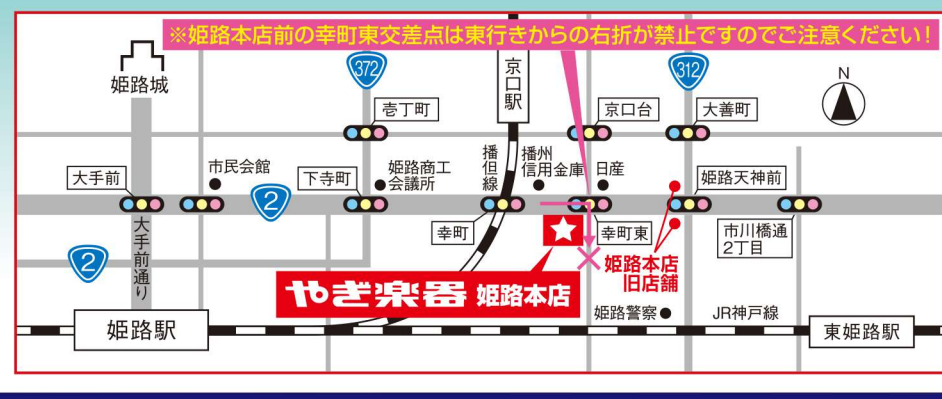 ※姫路本店前の幸町東交差点は東行きからの右折が禁止ですのでご注意ください!
姫路城
372
京口駅
312
N
壱丁町
京口台
大善町
大手前
市民会館
下寺町
姫路商工
会議所
播但線
播州
信用金庫
日産
姫路天神前
2
幸町
幸町東
市川橋通
2丁目
大手前通り
2
姫路本店
旧店舗
やぎ楽器 姫路本店
姫路警察
JR神戸線
姫路駅
東姫路駅